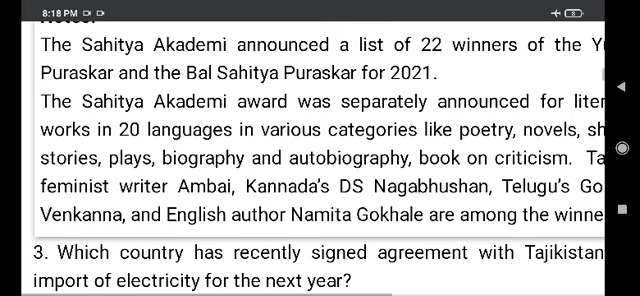 8:18 PM
The Sahitya Akademi announced a list of 22 winners of the
Puraskar and the Bal Sahitya Puraskar for 2021.
The Sahitya Akademi award was separately announced for
works in 20 languages in various categories like poetry, novels,
stories, plays, biography and autobiography, book on criticism.
feminist writer Ambai, Kannada's DS Nagabhushan, Telugu's
Venkanna, and English author Namita Gokhale are among the
3. Which country has recently signed agreement with Tajikistan
import of electricity for the next year?